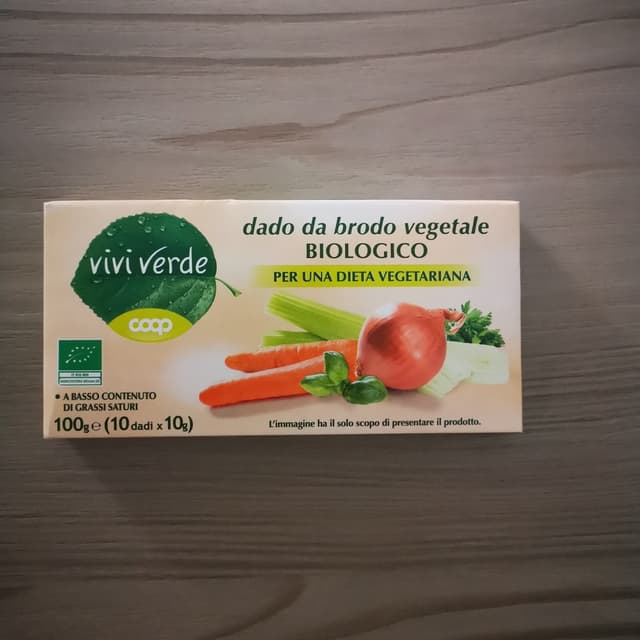 dado da brodo vegetale
BIOLOGICO
PER UNA DIETA VEGETARIANA
vivi verde
coop
• A BASSO CONTENUTO
DI GRASSI SATURI
100g e (10 dadi x 10g)
L'immagine ha il solo scopo di presentare il prodotto.